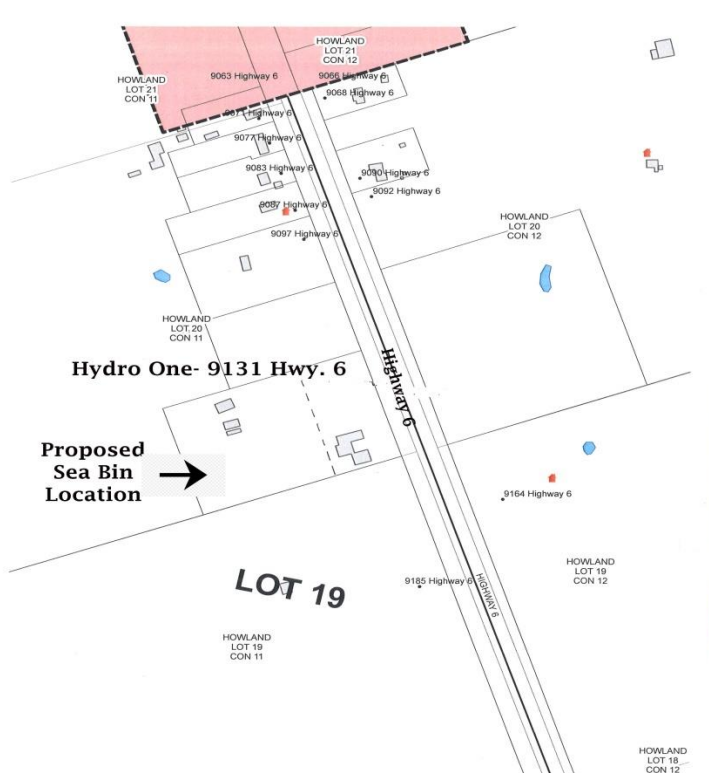 HOWLAND
LOT 21
CON 12
9063 Highway 6
9066 Highway 6
HOWLAND
LOT 21
CON 11
9068 Highway 6
9071 Highway 6
9077 Highway 6
9083 Highway 6
9090 Highway 6
9092 Highway 6
9087 Highway 6
9097 Highway 6
HOWLAND
LOT 20
CON 12
HOWLAND
LOT 20
CON 11
Hydro One- 9131 Hwy. 6
Highway 6
Proposed
Sea Bin
Location
9164 Highway 6
LOT 19
9185 Highway 6
HIGHWAY 6
HOWLAND
LOT 19
CON 12
HOWLAND
LOT 19
CON 11
HOWLAND
LOT 18
CON 12